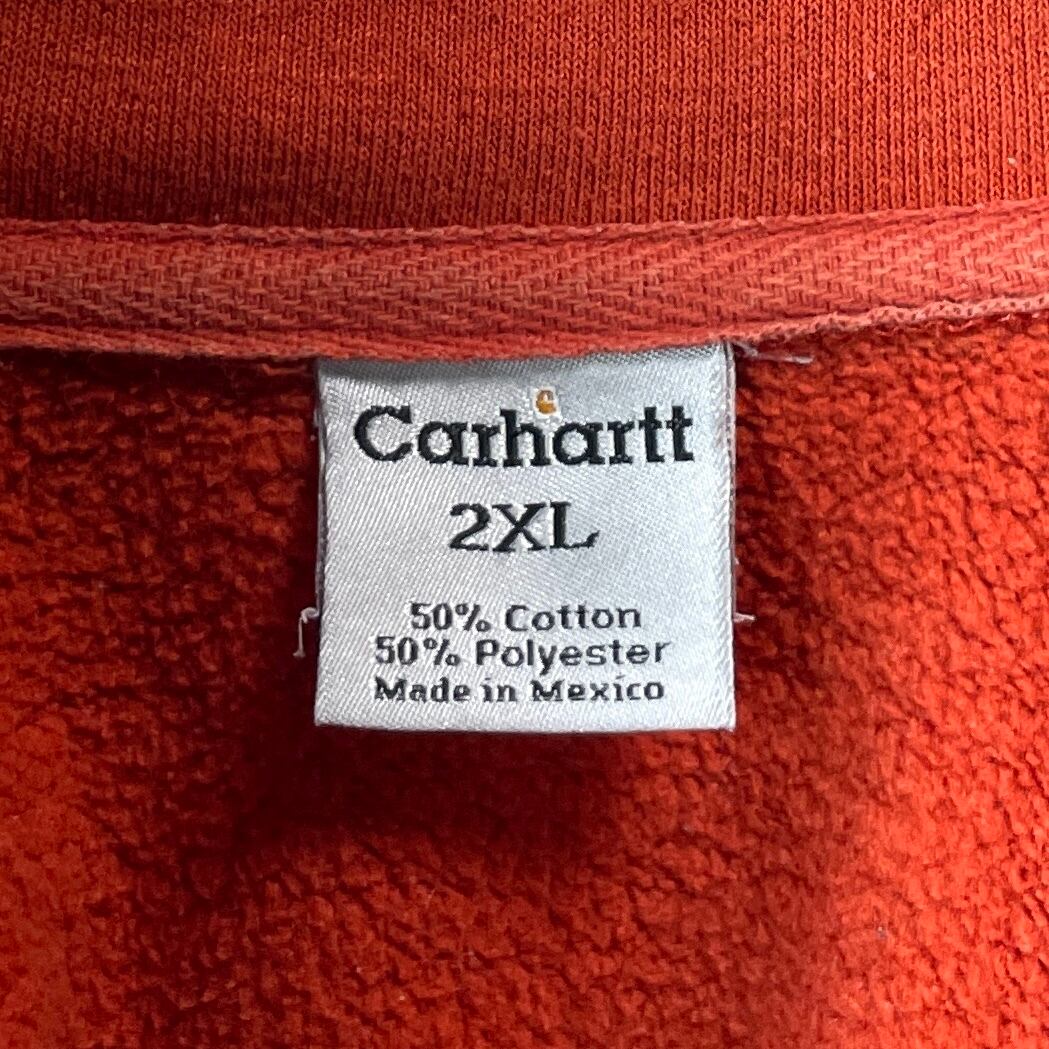 Carhartt
2XL
50% Cotton
50% Polyester
Made in Mexico